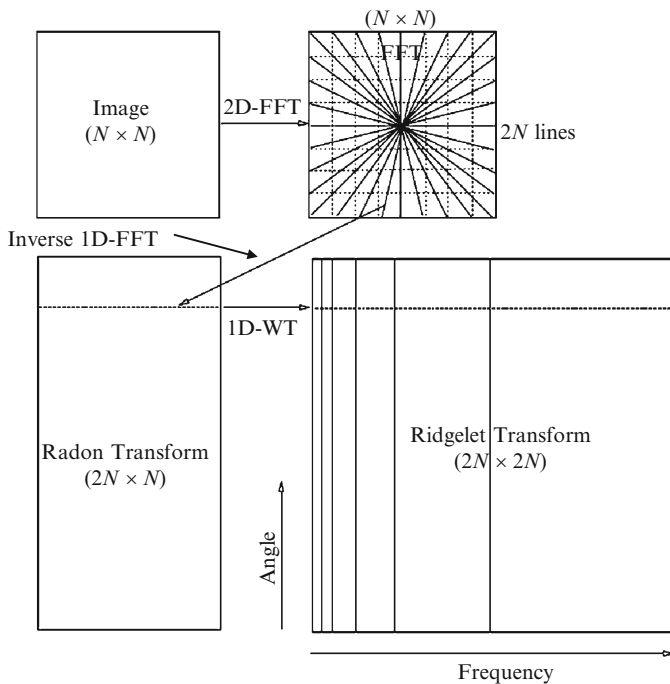 (N × N)
FFT
Image
(N × N)
2D-FFT
2N lines
Inverse 1D-FFT
1D-WT
Radon Transform
(2N × N)
Ridgelet Transform
(2N × 2N)
Angle
Frequency